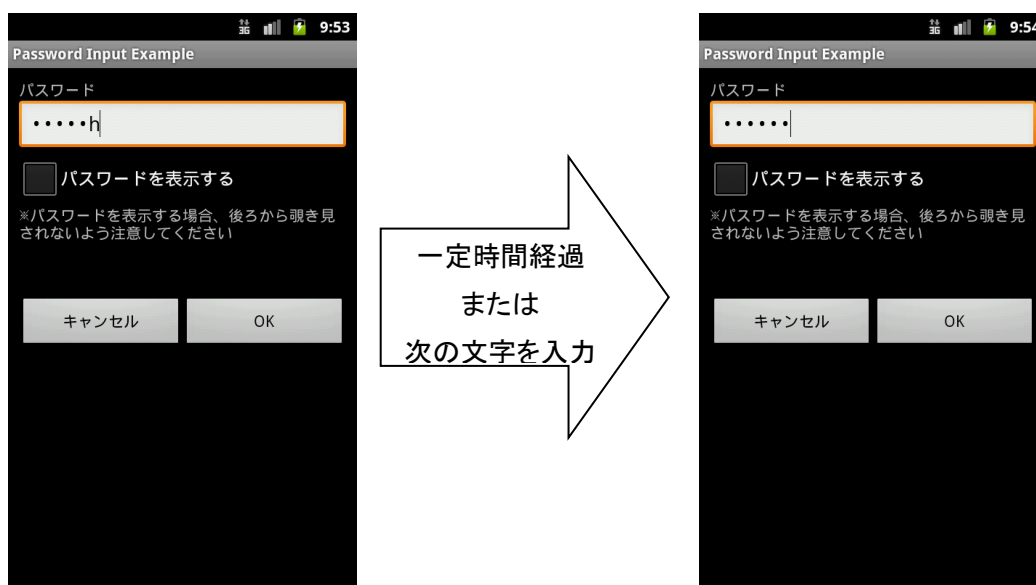 3G 9:53
Password Input Example
パスワード
•••••h
パスワードを表示する
※パスワードを表示する場合、後ろから覗き見
されないよう注意してください
キャンセル OK
一定時間経過
または
次の文字を入力
3G 9:54
Password Input Example
パスワード
••••••
パスワードを表示する
※パスワードを表示する場合、後ろから覗き見
されないよう注意してください
キャンセル OK